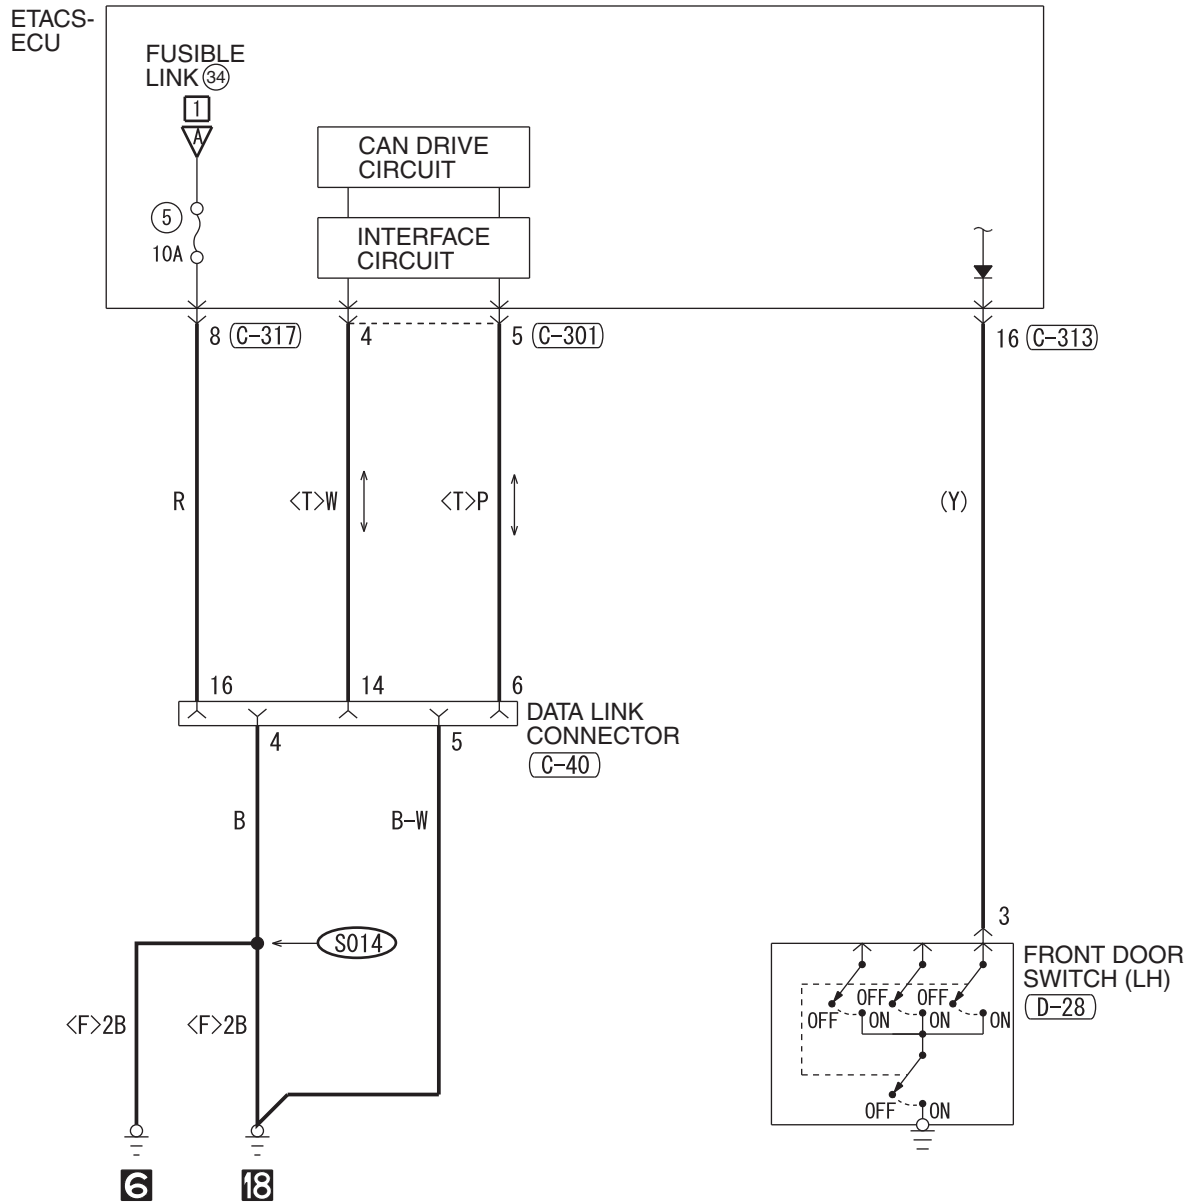 ETACS-
ECU
FUSIBLE
LINK 34
1
A
CAN DRIVE
CIRCUIT
5
10A
INTERFACE
CIRCUIT
8 C-317
4
5 C-301
16 C-313
R
<T>W
<T>P
(Y)
16
14
6
DATA LINK
CONNECTOR
C-40
4
5
B
B-W
S014
3
FRONT DOOR
SWITCH (LH)
D-28
OFF OFF
OFF ON ON ON
<F>2B
<F>2B
OFF ON
6
18